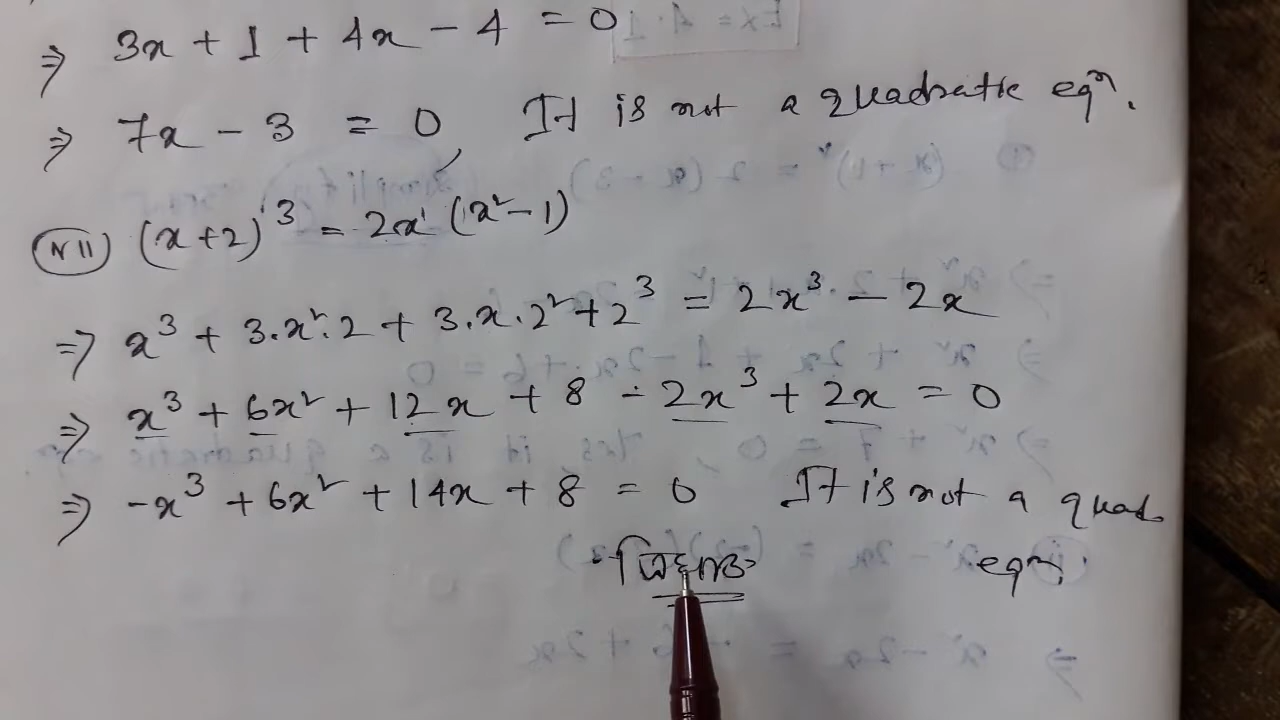 ⇒ 3x + 1 + 4x - 4 = 0
⇒ 7x - 3 = 0, It is not a quadratic eqⁿ.
(vii) (x+2)³ = 2x (x² - 1)
⇒ x³ + 3.x².2 + 3.x.2² + 2³ = 2x³ - 2x
⇒ x³ + 6x² + 12x + 8 - 2x³ + 2x = 0
⇒ -x³ + 6x² + 14x + 8 = 0 It is not a quad
eqⁿ.